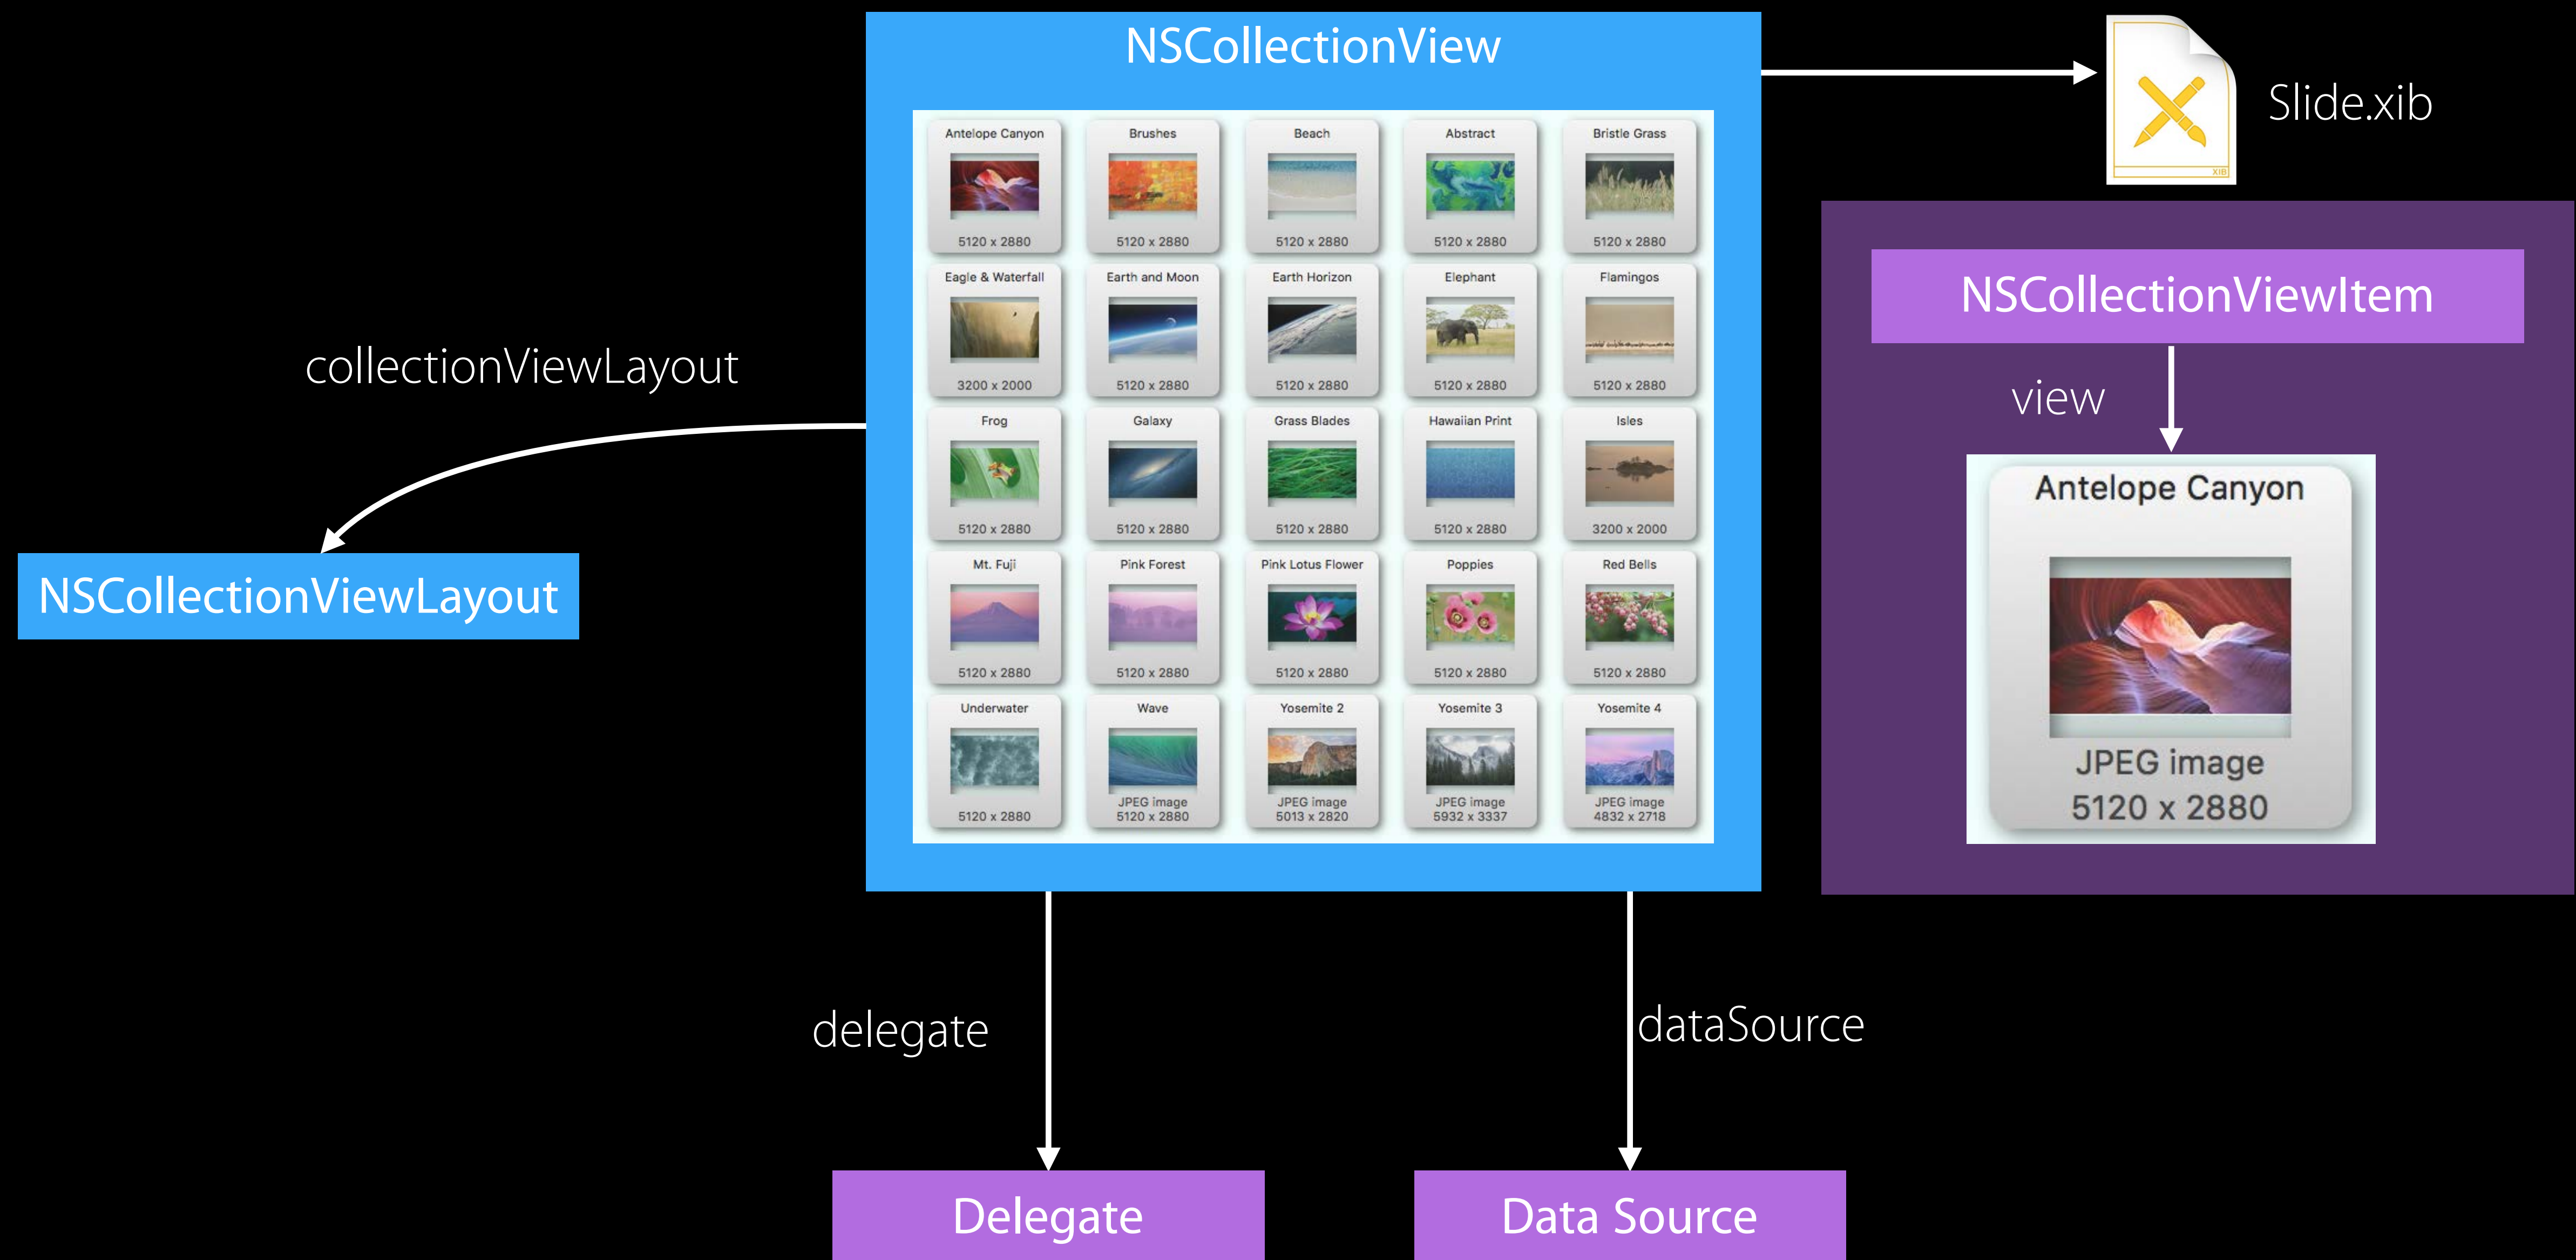 NSCollectionView
Antelope Canyon
Brushes
Beach
Abstract
Bristle Grass
5120 x 2880
5120 x 2880
5120 x 2880
5120 x 2880
5120 x 2880
Eagle & Waterfall
Earth and Moon
Earth Horizon
Elephant
Flamingos
3200 x 2000
5120 x 2880
5120 x 2880
5120 x 2880
5120 x 2880
Frog
Galaxy
Grass Blades
Hawaiian Print
Isles
5120 x 2880
5120 x 2880
5120 x 2880
5120 x 2880
3200 x 2000
Mt. Fuji
Pink Forest
Pink Lotus Flower
Poppies
Red Bells
5120 x 2880
5120 x 2880
5120 x 2880
5120 x 2880
5120 x 2880
Underwater
Wave
Yosemite 2
Yosemite 3
Yosemite 4
JPEG image
JPEG image
JPEG image
JPEG image
5120 x 2880
5120 x 2880
5013 x 2820
5932 x 3337
4832 x 2718
XIB
Slide.xib
NSCollectionViewItem
view
Antelope Canyon
JPEG image
5120 x 2880
collectionViewLayout
NSCollectionViewLayout
delegate
dataSource
Delegate
Data Source